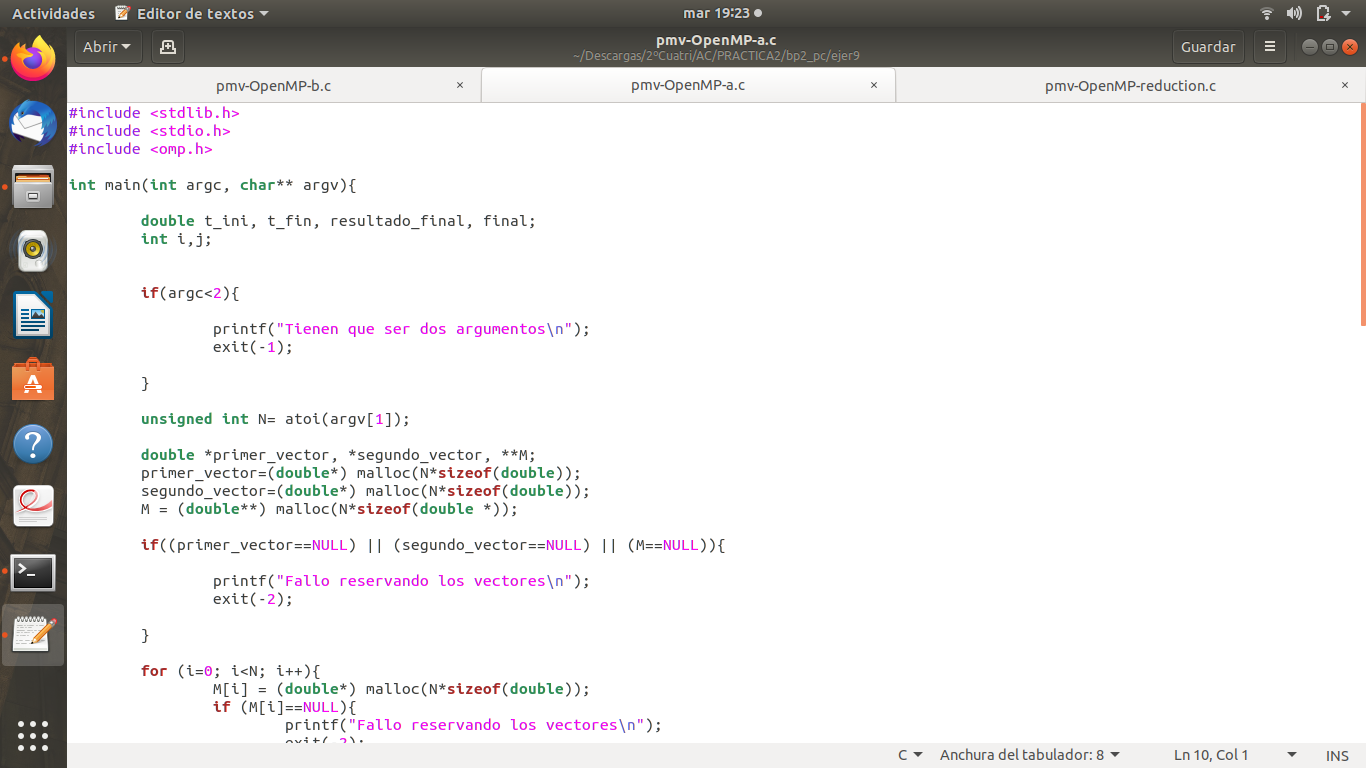 Actividades Editor de textos mar 19:23
Abrir pmv-OpenMP-a.c Guardar
~/Descargas/2ºCuatri/AC/PRACTICA2/bp2_pc/ejer9
pmv-OpenMP-b.c × pmv-OpenMP-a.c × pmv-OpenMP-reduction.c ×
#include <stdlib.h>
#include <stdio.h>
#include <omp.h>
int main(int argc, char** argv){
double t_ini, t_fin, resultado_final, final;
int i,j;
if(argc<2){
printf("Tienen que ser dos argumentos\n");
exit(-1);
}
unsigned int N= atoi(argv[1]);
double *primer_vector, *segundo_vector, **M;
primer_vector=(double*) malloc(N*sizeof(double));
segundo_vector=(double*) malloc(N*sizeof(double));
M = (double**) malloc(N*sizeof(double *));
if((primer_vector==NULL) || (segundo_vector==NULL) || (M==NULL)){
printf("Fallo reservando los vectores\n");
exit(-2);
}
for (i=0; i<N; i++){
M[i] = (double*) malloc(N*sizeof(double));
if (M[i]==NULL){
printf("Fallo reservando los vectores\n");
exit(-2);
C Anchura del tabulador: 8 Ln 10, Col 1 INS